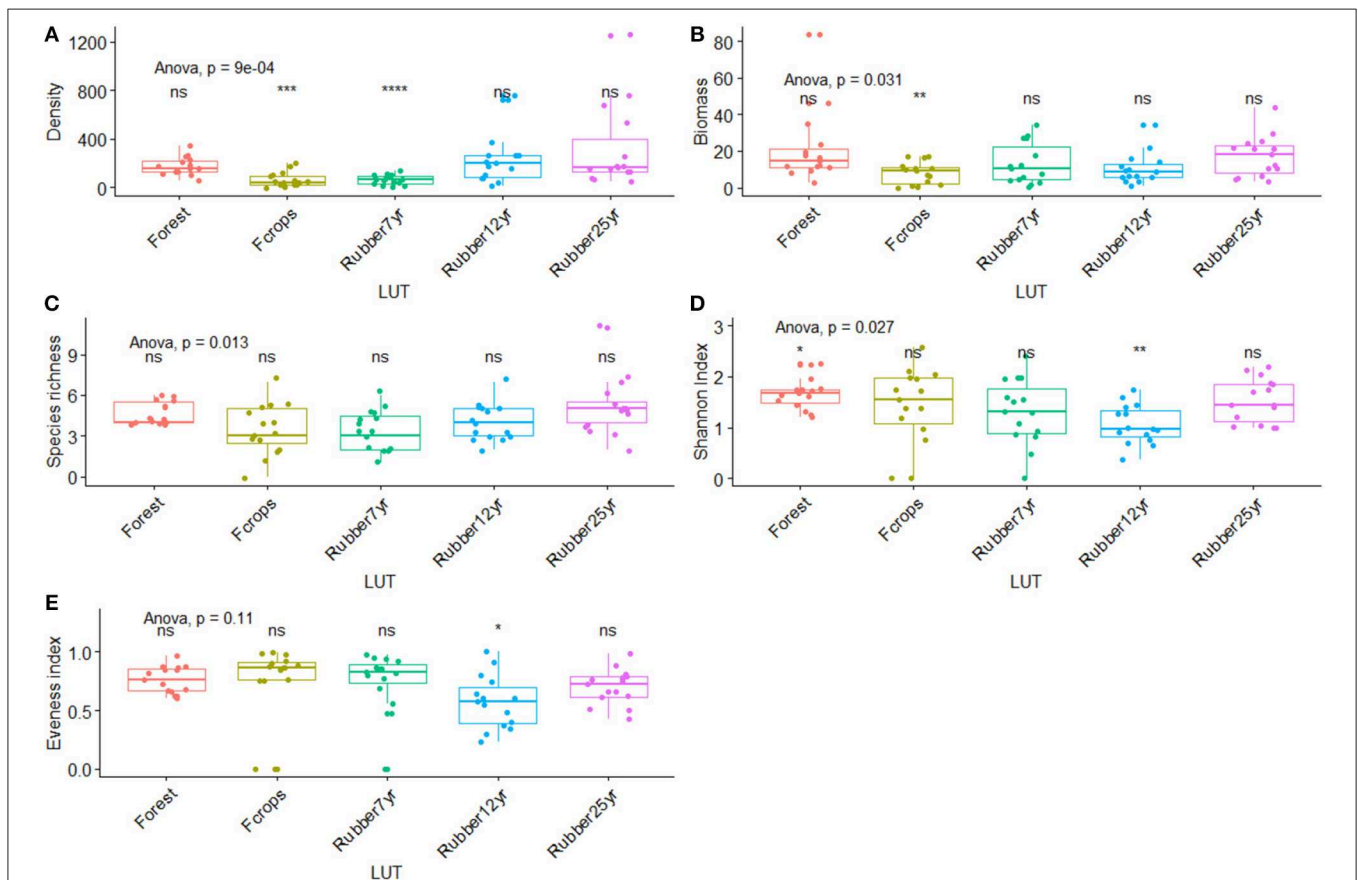 A
Density
1200
800
400
0
Anova, p = 9e-04
ns
***
****
ns
ns
Forest
Fcrops
Rubber7yr
Rubber12yr
Rubber25yr
LUT
B
Biomass
80
60
40
20
0
Anova, p = 0.031
ns
**
ns
ns
ns
Forest
Fcrops
Rubber7yr
Rubber12yr
Rubber25yr
LUT
C
Species richness
9
6
3
0
Anova, p = 0.013
ns
ns
ns
ns
ns
Forest
Fcrops
Rubber7yr
Rubber12yr
Rubber25yr
LUT
D
Shannon Index
3
2
1
0
Anova, p = 0.027
*
ns
ns
**
ns
Forest
Fcrops
Rubber7yr
Rubber12yr
Rubber25yr
LUT
E
Eveness index
1.0
0.5
0.0
Anova, p = 0.11
ns
ns
ns
*
ns
Forest
Fcrops
Rubber7yr
Rubber12yr
Rubber25yr
LUT